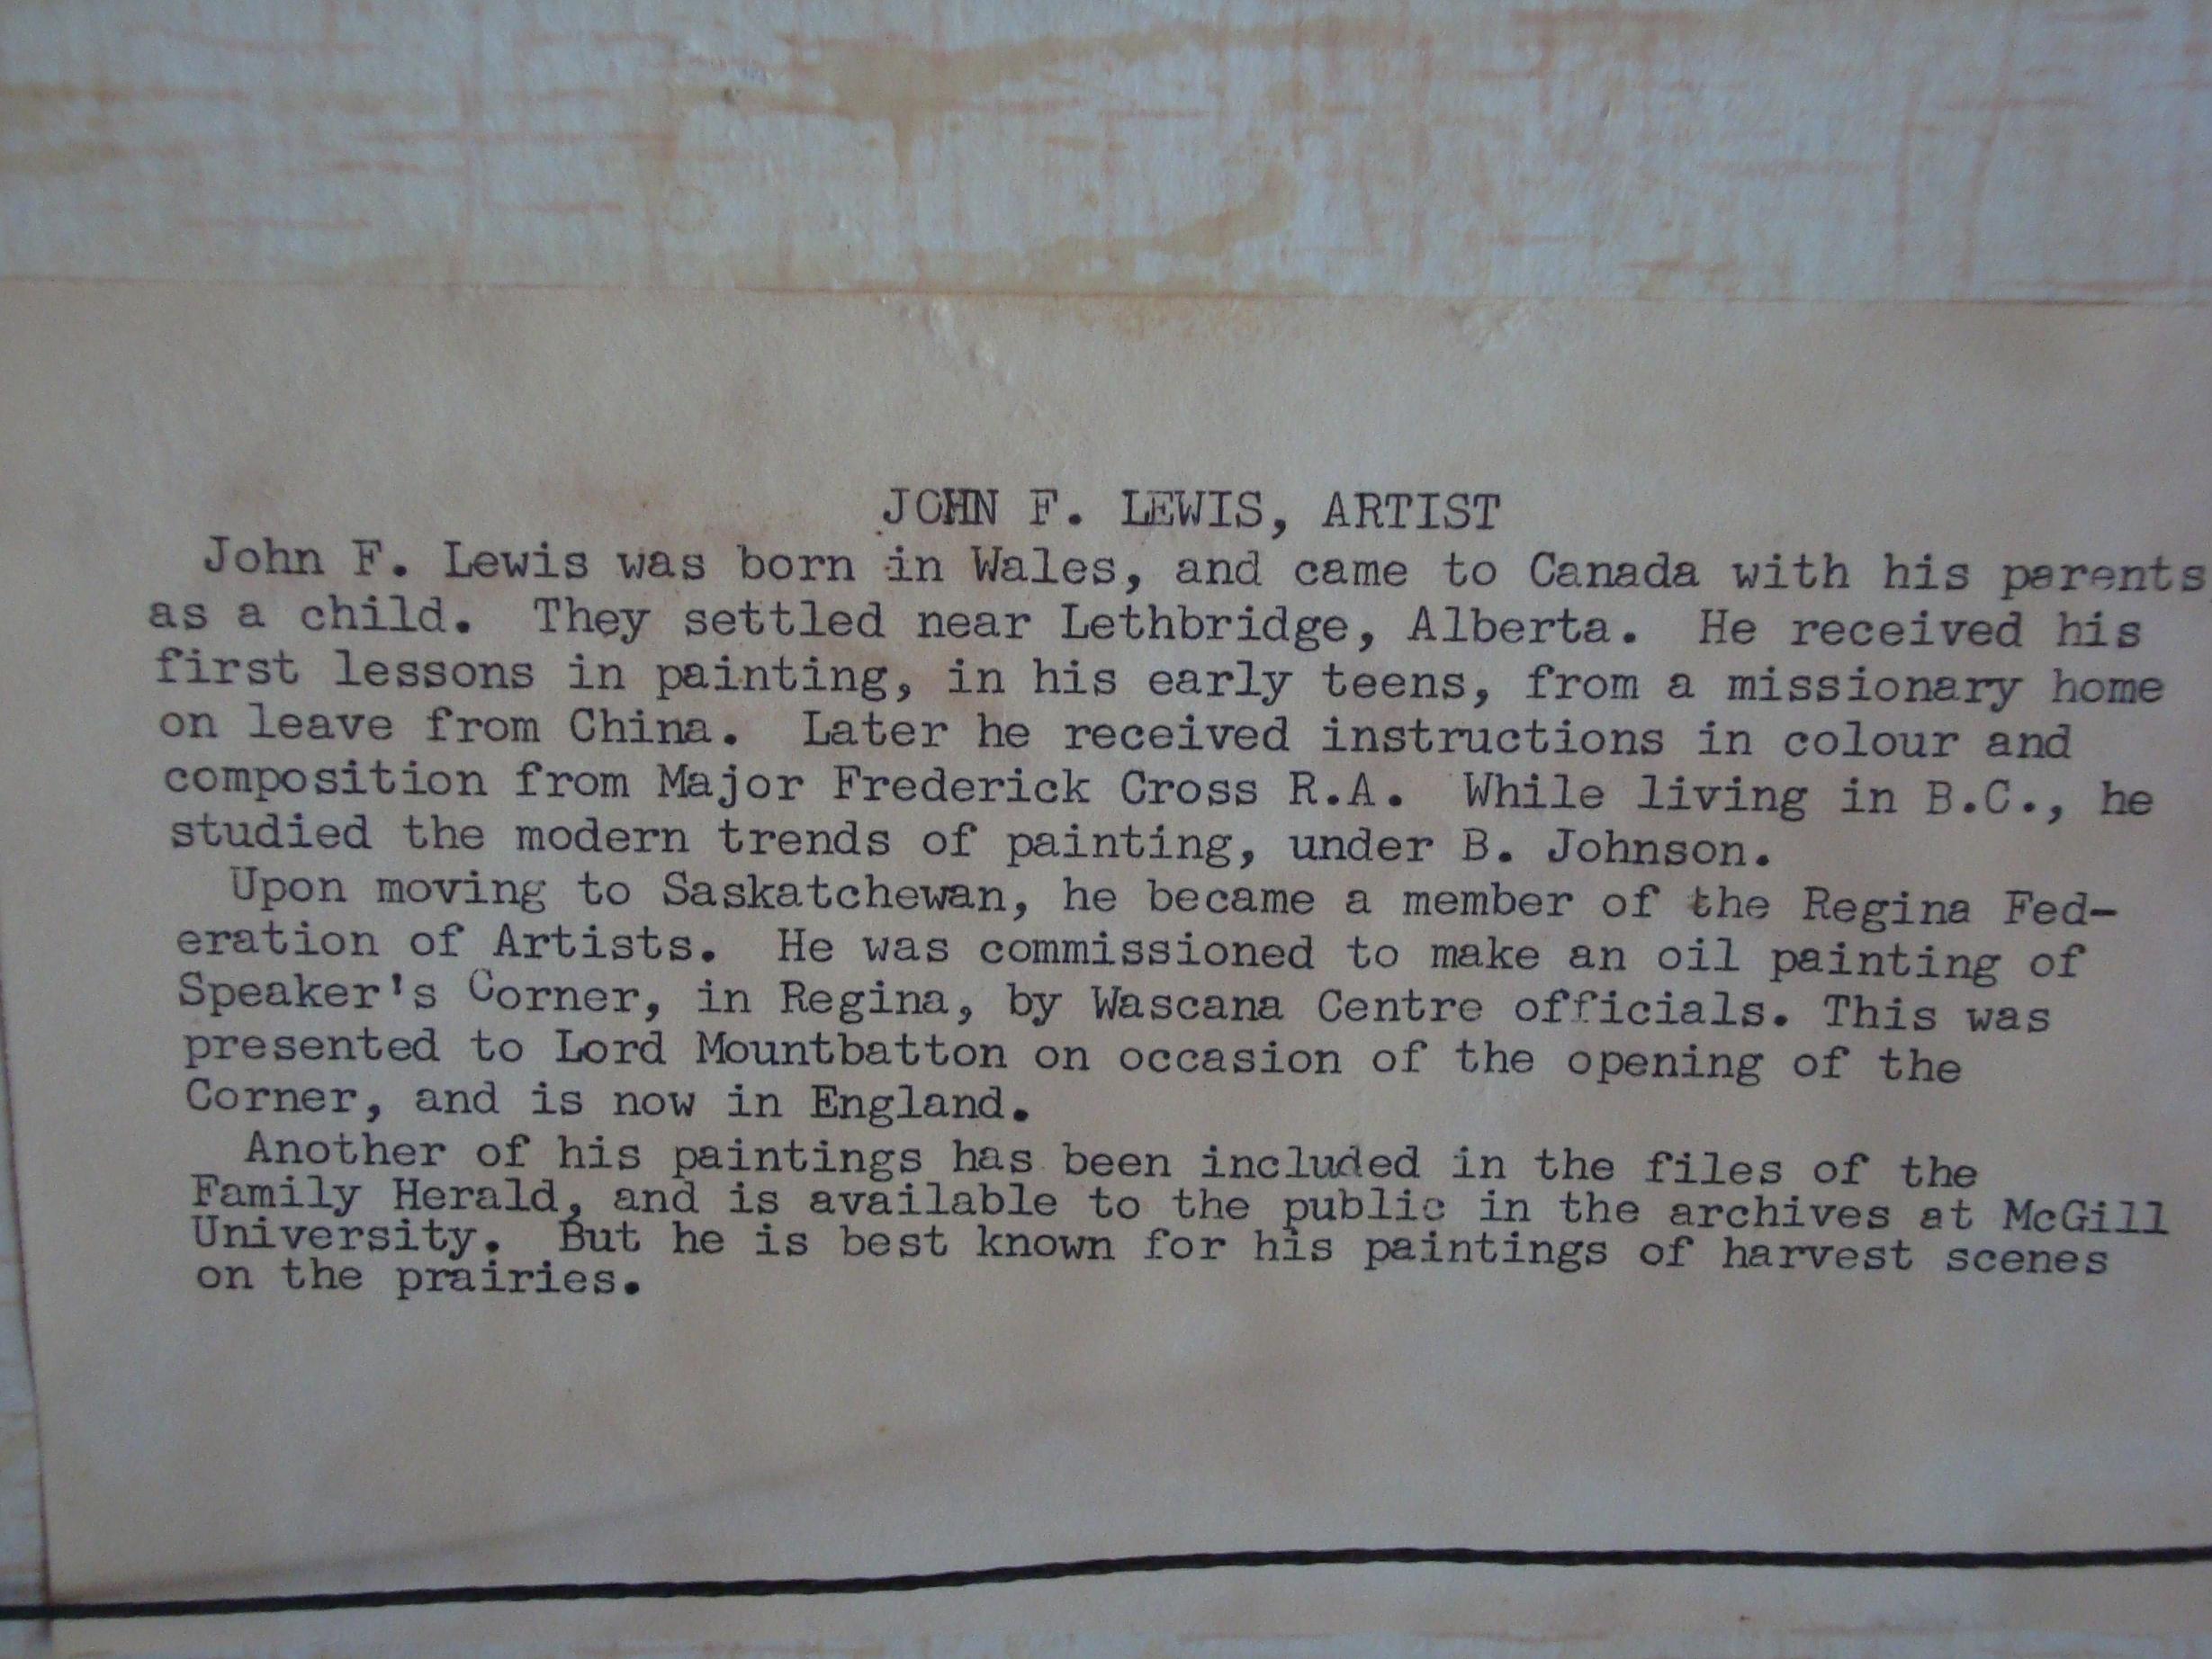 JOHN F. LEWIS, ARTIST
John F. Lewis was born in Wales, and came to Canada with his parents
as a child. They settled near Lethbridge, Alberta. He received his
first lessons in painting, in his early teens, from a missionary home
on leave from China. Later he received instructions in colour and
composition from Major Frederick Cross R.A. While living in B.C., he
studied the modern trends of painting, under B. Johnson.
Upon moving to Saskatchewan, he became a member of the Regina Fed-
eration of Artists. He was commissioned to make an oil painting of
Speaker's Corner, in Regina, by Wascana Centre officials. This was
presented to Lord Mountbatton on occasion of the opening of the
Corner, and is now in England.
Another of his paintings has been included in the files of the
Family Herald, and is available to the public in the archives at McGill
University. But he is best known for his paintings of harvest scenes
on the prairies.